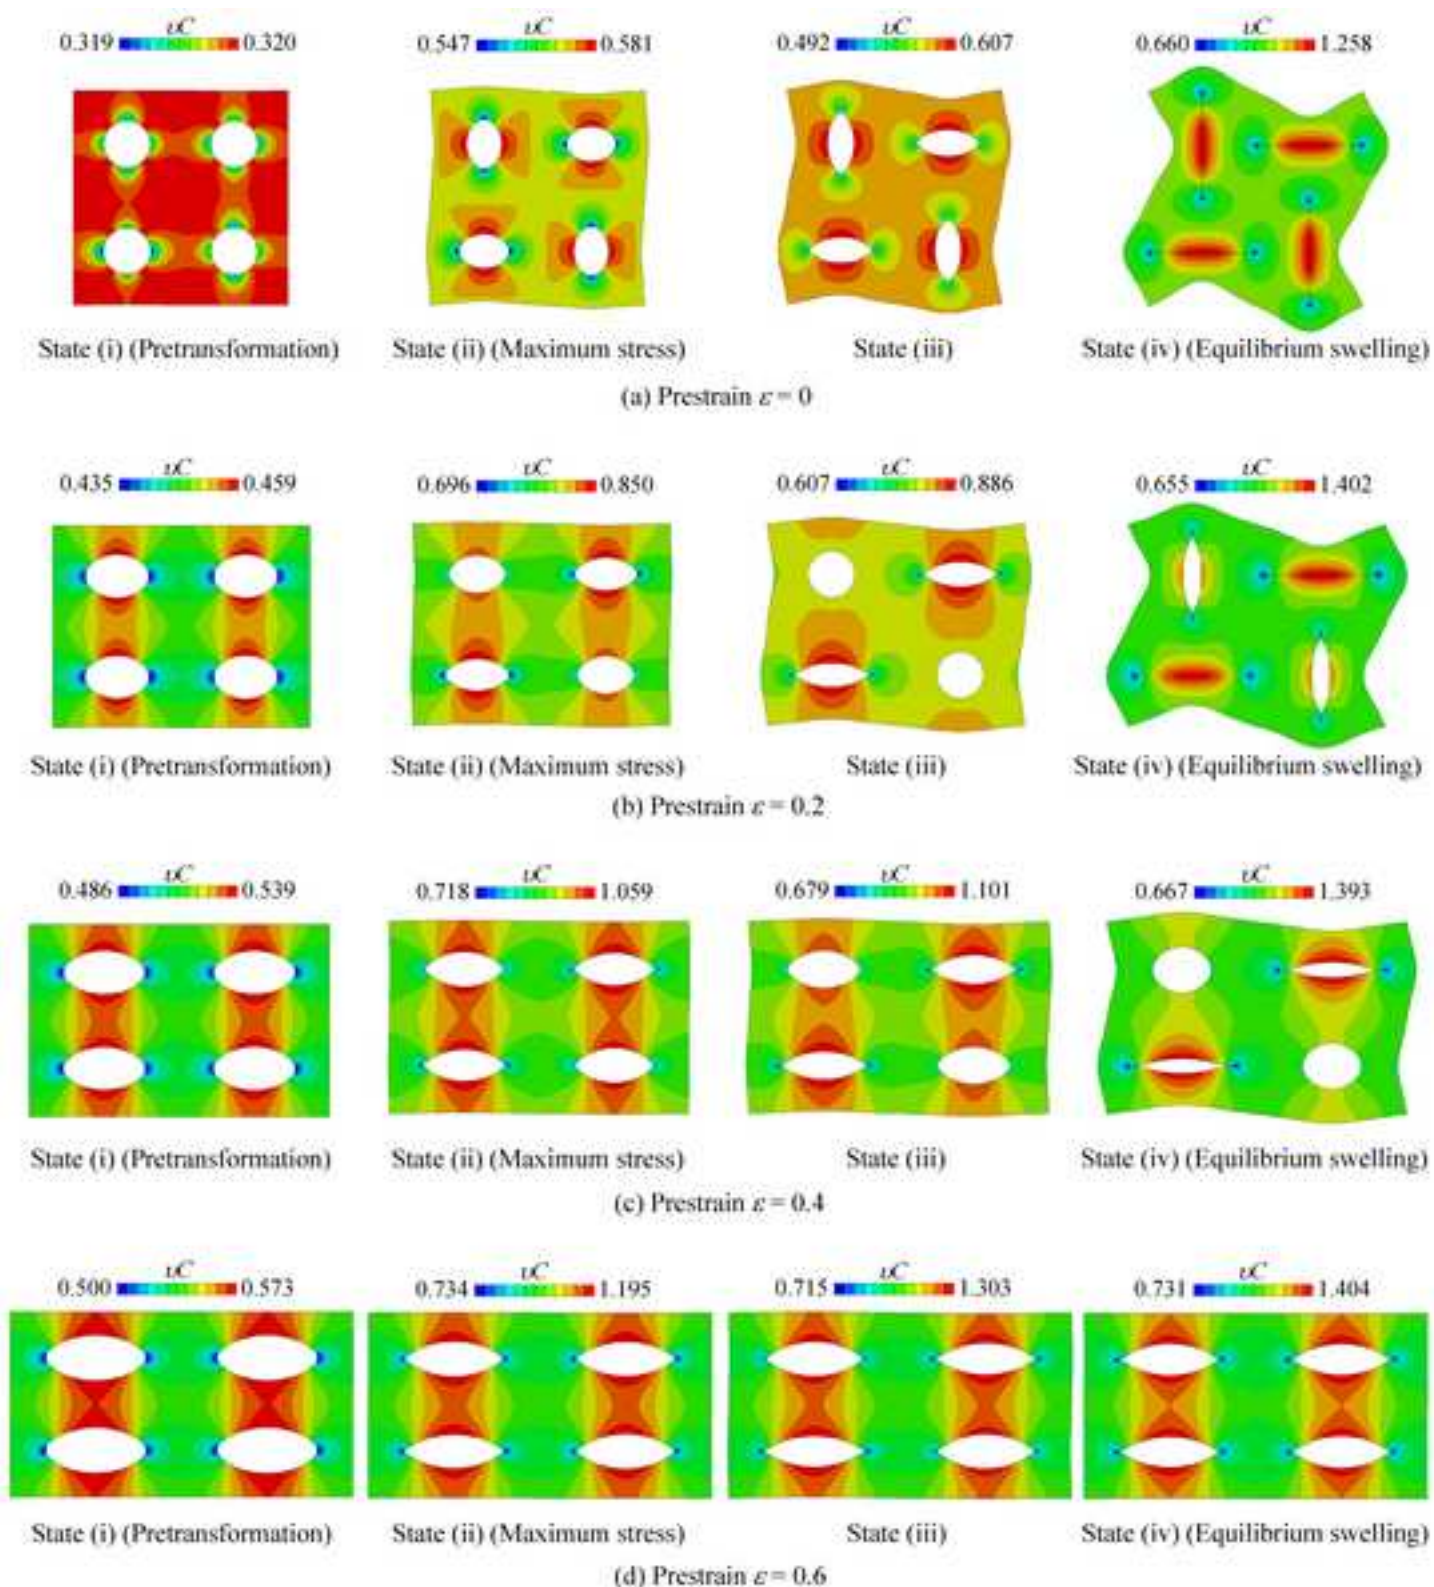 υC υC υC υC
0.319 0.320 0.547 0.581 0.492 0.607 0.660 1.258
State (i) (Pretransformation) State (ii) (Maximum stress) State (iii) State (iv) (Equilibrium swelling)
(a) Prestrain ε = 0
υC υC υC υC
0.435 0.459 0.696 0.850 0.607 0.886 0.655 1.402
State (i) (Pretransformation) State (ii) (Maximum stress) State (iii) State (iv) (Equilibrium swelling)
(b) Prestrain ε = 0.2
υC υC υC υC
0.486 0.539 0.718 1.059 0.679 1.101 0.667 1.393
State (i) (Pretransformation) State (ii) (Maximum stress) State (iii) State (iv) (Equilibrium swelling)
(c) Prestrain ε = 0.4
υC υC υC υC
0.500 0.573 0.734 1.195 0.715 1.303 0.731 1.404
State (i) (Pretransformation) State (ii) (Maximum stress) State (iii) State (iv) (Equilibrium swelling)
(d) Prestrain ε = 0.6